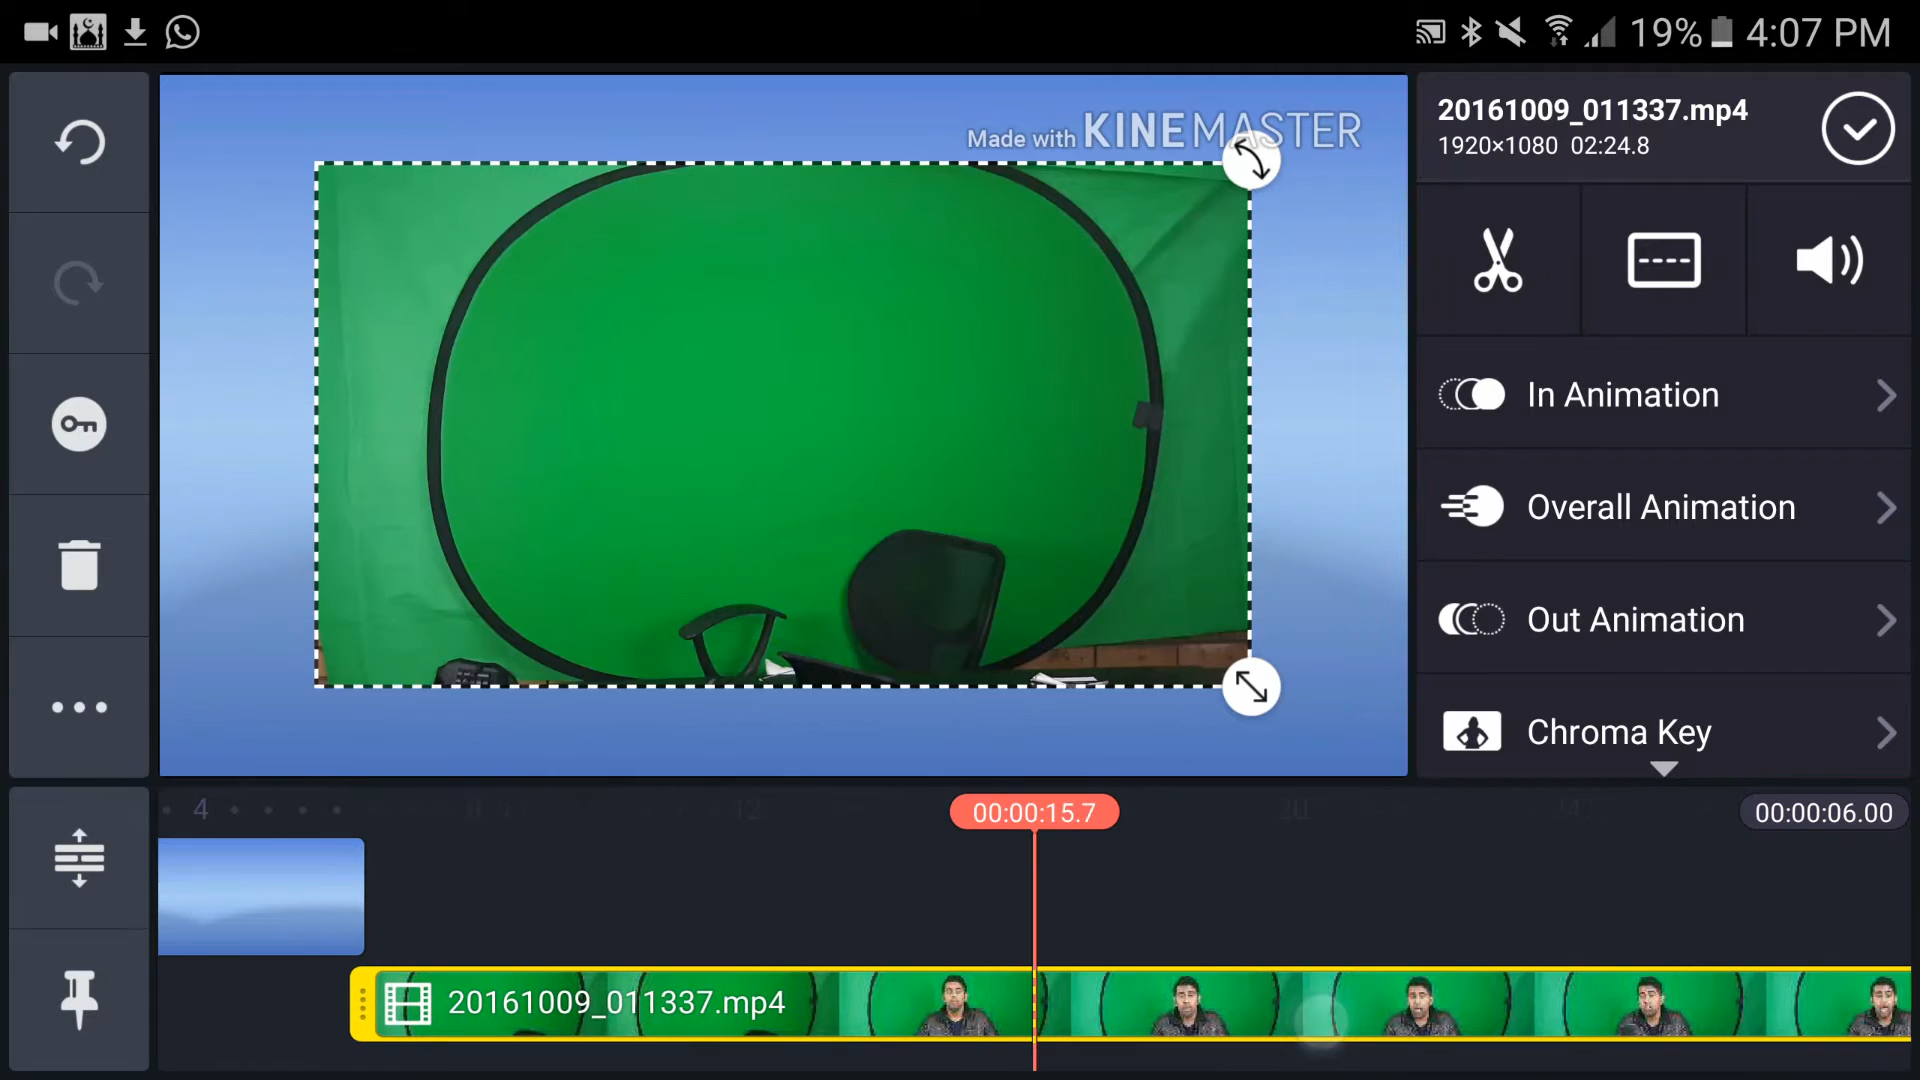 19% 4:07 PM
Made with KINEMASTER
20161009_011337.mp4
1920×1080 02:24.8
In Animation
Overall Animation
Out Animation
Chroma Key
4
12
00:00:15.7
20
00:00:06.00
20161009_011337.mp4